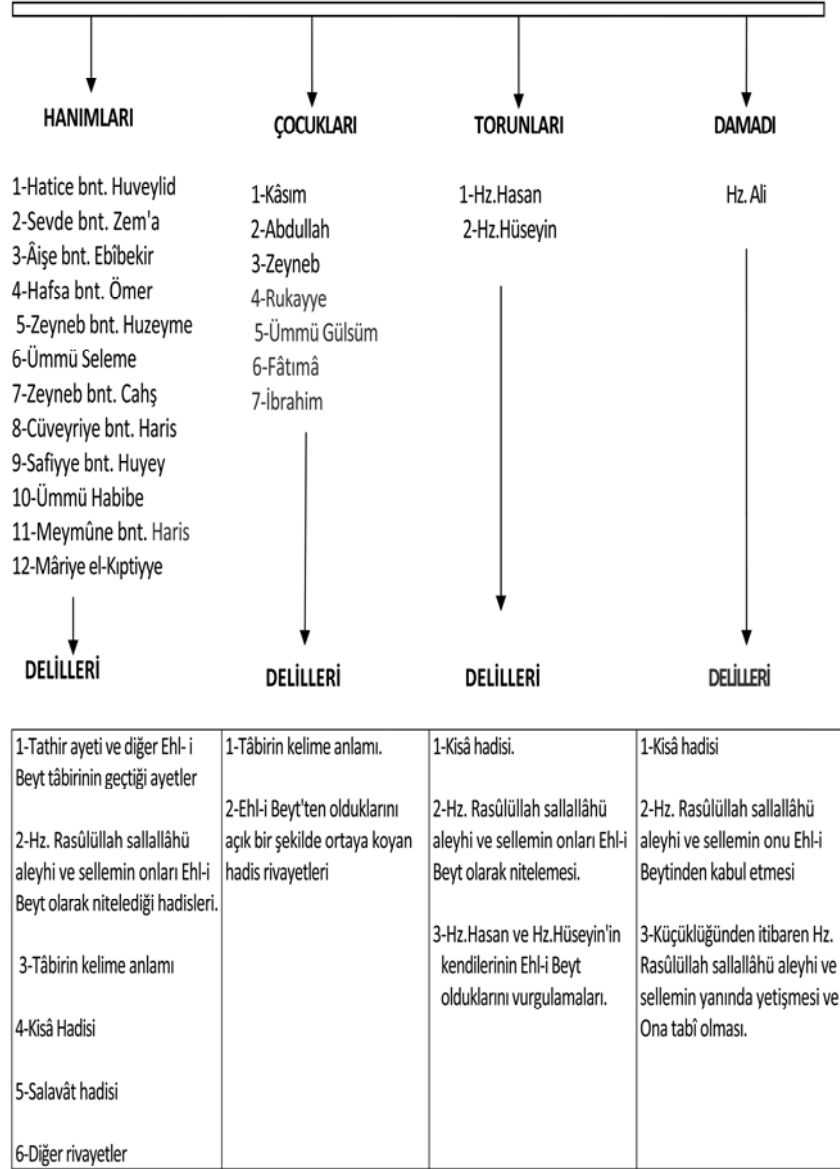 HANIMLARI
1-Hatice bnt. Huveylid
2-Sevde bnt. Zem'a
3-Âişe bnt. Ebîbekir
4-Hafsa bnt. Ömer
5-Zeyneb bnt. Huzeyme
6-Ümmü Seleme
7-Zeyneb bnt. Cahş
8-Cüveyriye bnt. Haris
9-Safiyye bnt. Huyey
10-Ümmü Habibe
11-Meymûne bnt. Haris
12-Mâriye el-Kıptiyye
DELİLLERİ
ÇOCUKLARI
1-Kâsım
2-Abdullah
3-Zeyneb
4-Rukayye
5-Ümmü Gülsüm
6-Fâtımâ
7-İbrahim
DELİLLERİ
TORUNLARI
1-Hz.Hasan
2-Hz.Hüseyin
DELİLLERİ
DAMADI
Hz. Ali
DELİLLERİ
1-Tathir ayeti ve diğer Ehl- i
Beyt tâbirinin geçtiği ayetler
2-Hz. Rasûlüllah sallallâhü
aleyhi ve sellemin onları Ehl-i
Beyt olarak nitelediği hadisleri.
3-Tâbirin kelime anlamı
4-Kisâ Hadisi
5-Salavât hadisi
6-Diğer rivayetler
1-Tâbirin kelime anlamı.
2-Ehl-i Beyt'ten olduklarını
açık bir şekilde ortaya koyan
hadis rivayetleri
1-Kisâ hadisi.
2-Hz. Rasûlüllah sallallâhü
aleyhi ve sellemin onları Ehl-i
Beyt olarak nitelemesi.
3-Hz.Hasan ve Hz.Hüseyin'in
kendilerinin Ehl-i Beyt
olduklarını vurgulamaları.
1-Kisâ hadisi
2-Hz. Rasûlüllah sallallâhü
aleyhi ve sellemin onu Ehl-i
Beytinden kabul etmesi
3-Küçüklüğünden itibaren Hz.
Rasûlüllah sallallâhü aleyhi ve
sellemin yanında yetişmesi ve
Ona tabî olması.